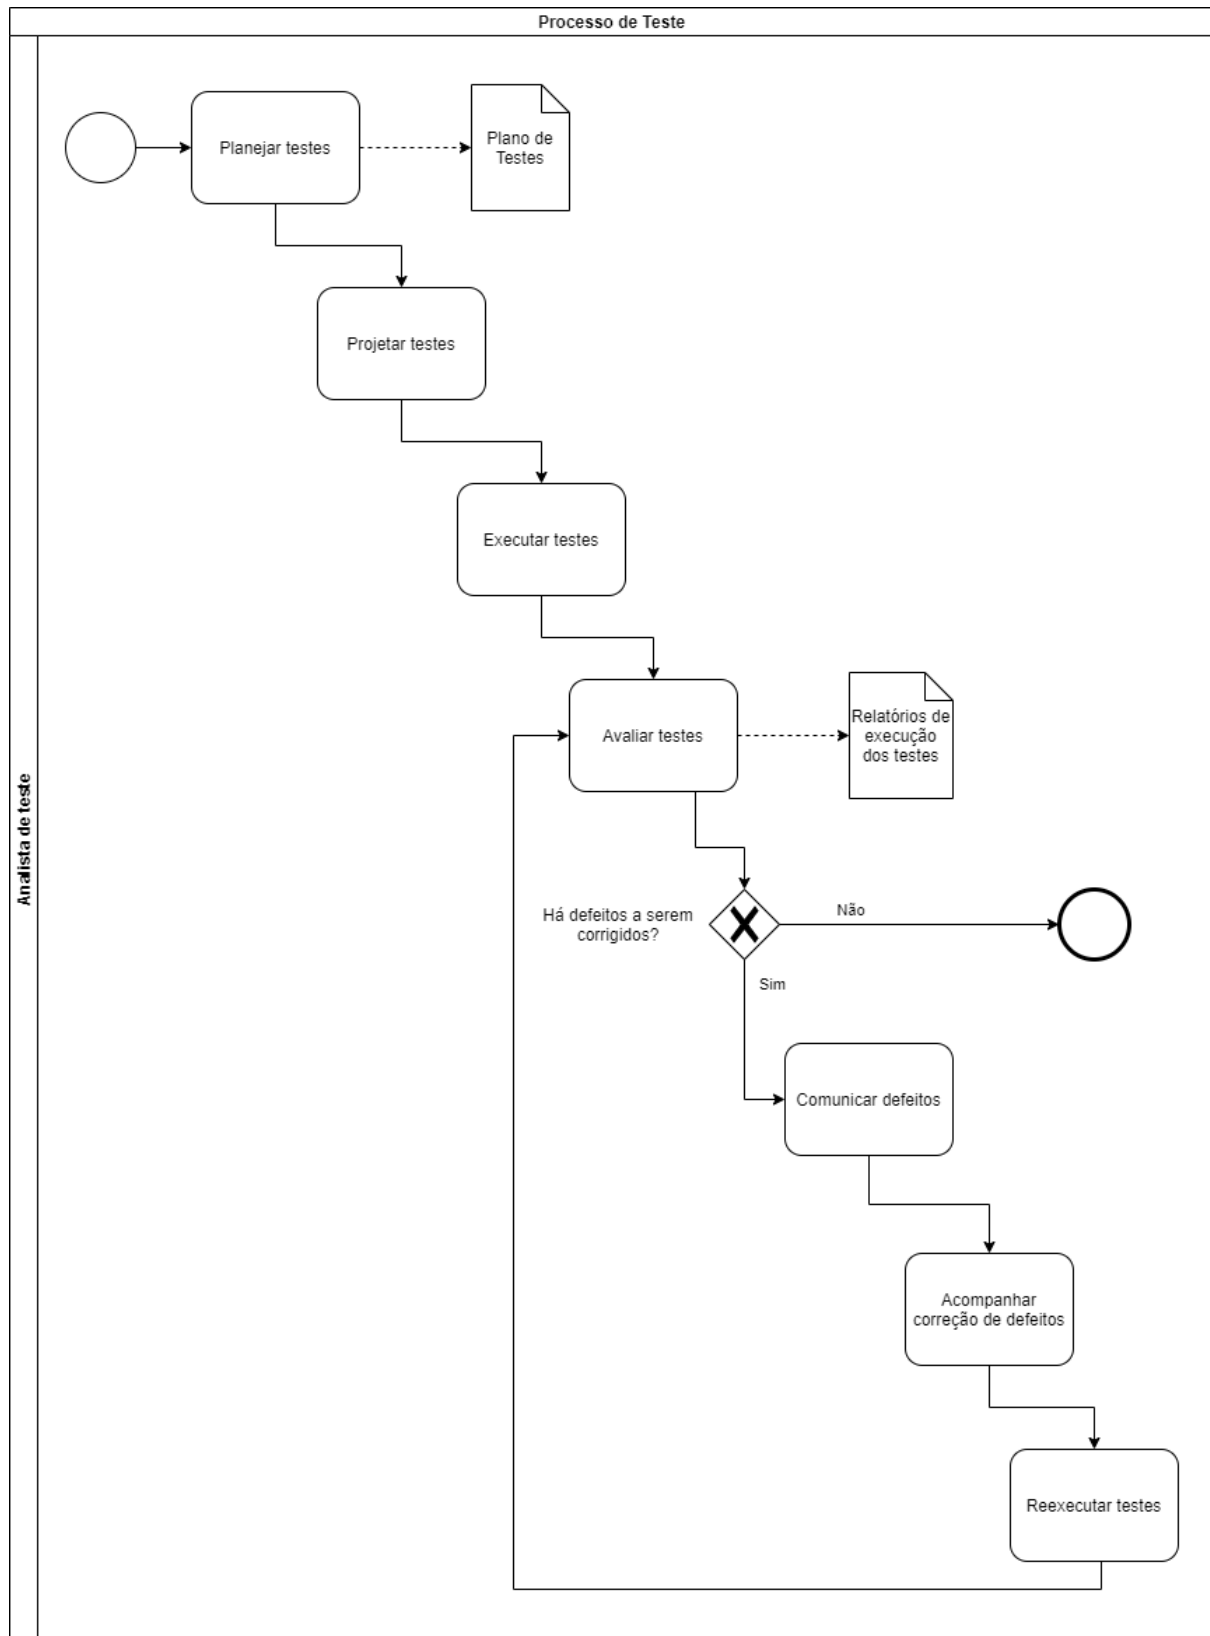 Processo de Teste
Analista de teste
Planejar testes
Plano de
Testes
Projetar testes
Executar testes
Avaliar testes
Relatórios de
execução
dos testes
Há defeitos a serem
corrigidos?
Não
Sim
Comunicar defeitos
Acompanhar
correção de defeitos
Reexecutar testes